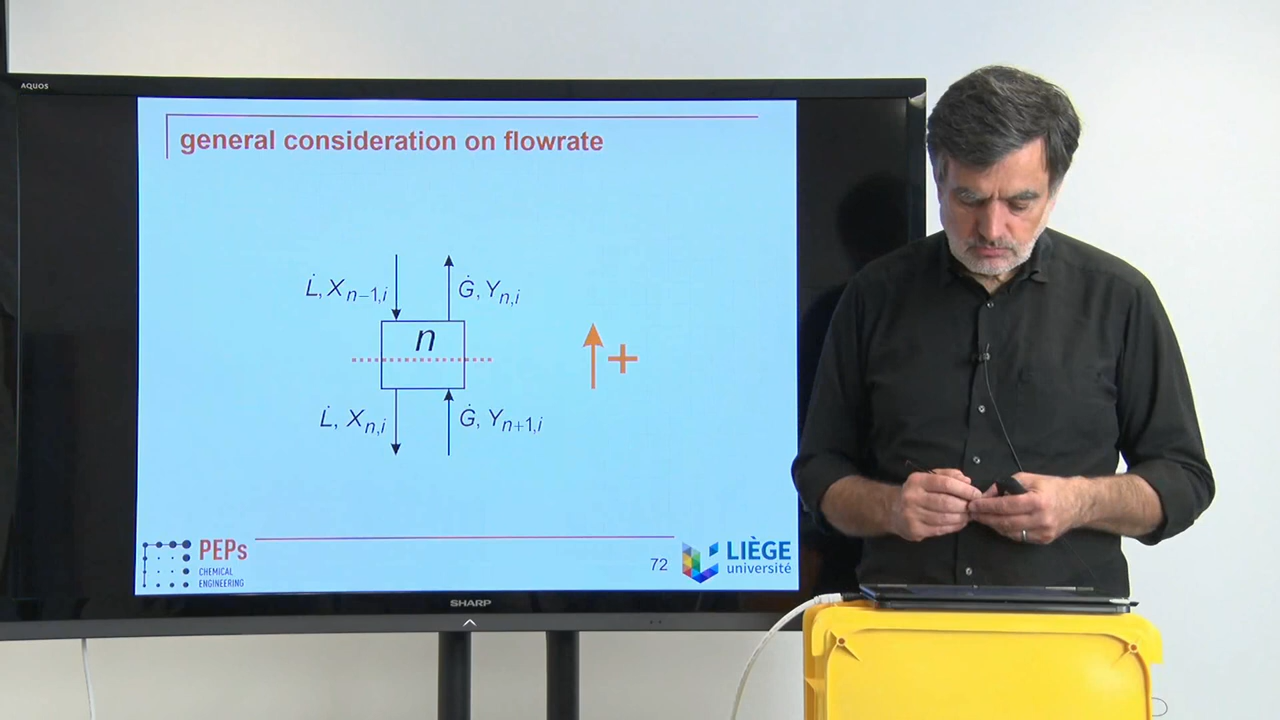 AQUOS
general consideration on flowrate
L̇, X_{n−1,i} Ġ, Y_{n,i}
n
+
L̇, X_{n,i} Ġ, Y_{n+1,i}
PEPs
CHEMICAL
ENGINEERING
72
LIÈGE
université
SHARP